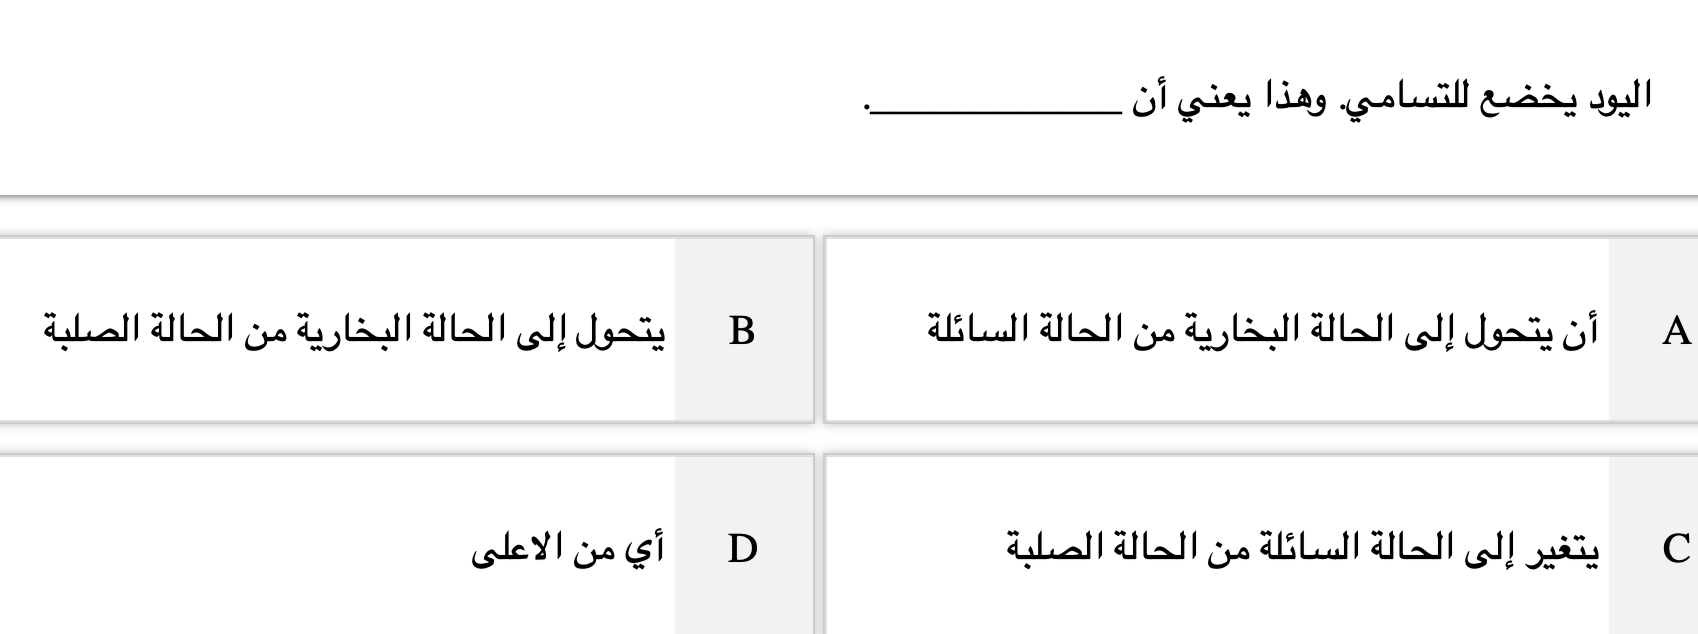 اليود يخضع للتسامي. وهذا يعني أن ____________.
A أن يتحول إلى الحالة البخارية من الحالة السائلة
B يتحول إلى الحالة البخارية من الحالة الصلبة
C يتغير إلى الحالة السائلة من الحالة الصلبة
D أي من الاعلى